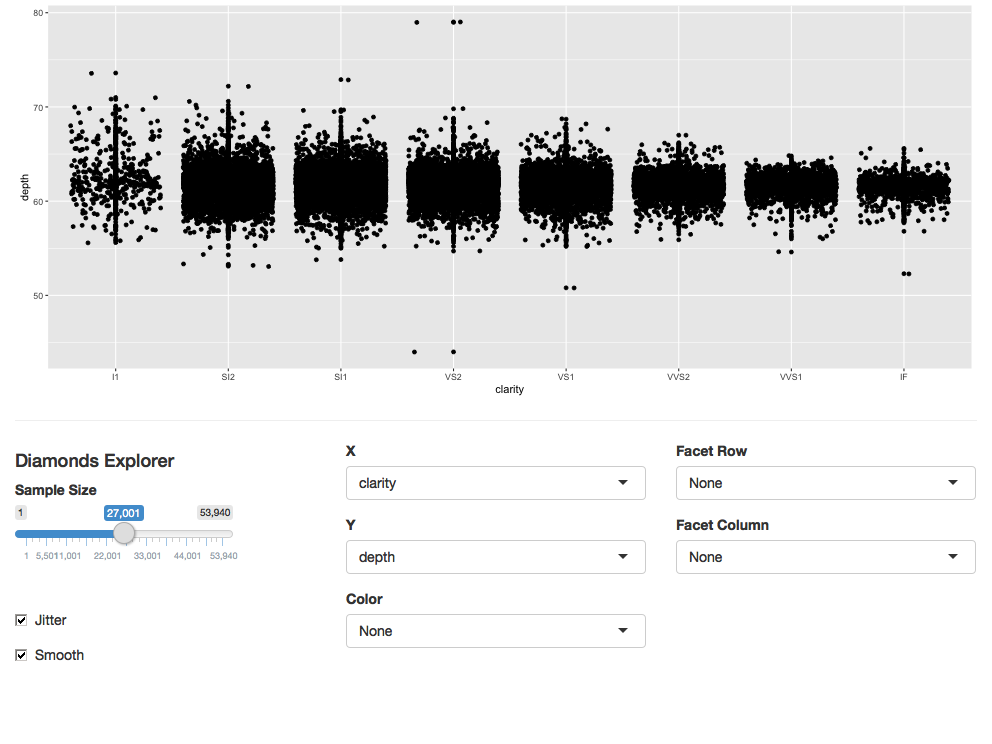 80
70
60
50
depth
I1 SI2 SI1 VS2 VS1 VVS2 VVS1 IF
clarity
Diamonds Explorer
Sample Size
1 27,001 53,940
1 5,50111,001 22,001 33,001 44,001 53,940
Jitter
Smooth
X
clarity
Y
depth
Color
None
Facet Row
None
Facet Column
None